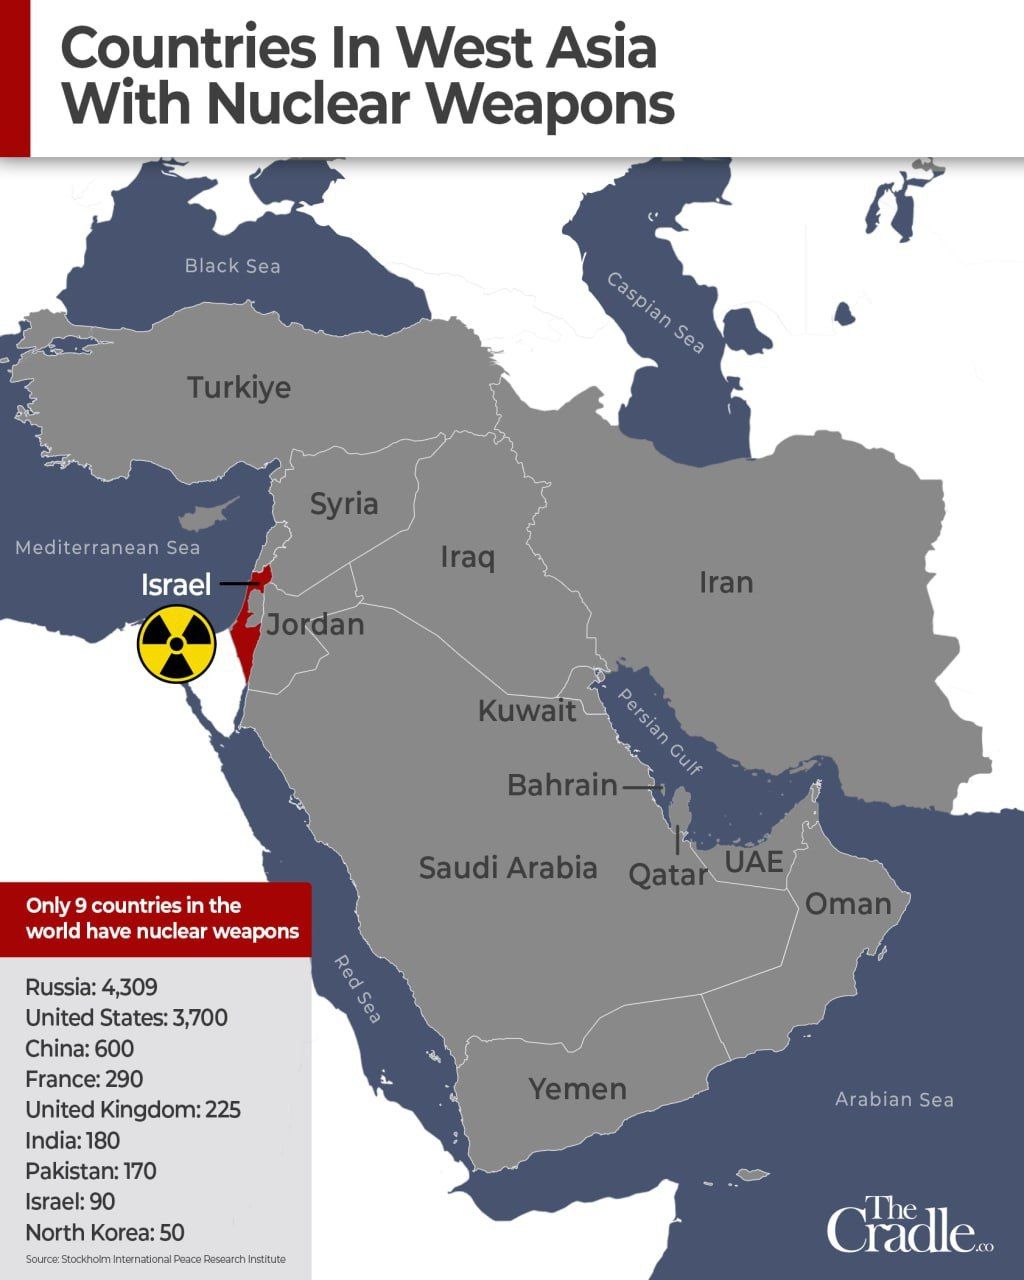 Countries In West Asia
With Nuclear Weapons
Black Sea
Caspian Sea
Turkiye
Syria
Mediterranean Sea
Iraq
Iran
Israel
Jordan
Kuwait
Persian Gulf
Bahrain
Saudi Arabia
Qatar
UAE
Oman
Red Sea
Yemen
Arabian Sea
Only 9 countries in the
world have nuclear weapons
Russia: 4,309
United States: 3,700
China: 600
France: 290
United Kingdom: 225
India: 180
Pakistan: 170
Israel: 90
North Korea: 50
Source: Stockholm International Peace Research Institute
The
Cradle.co